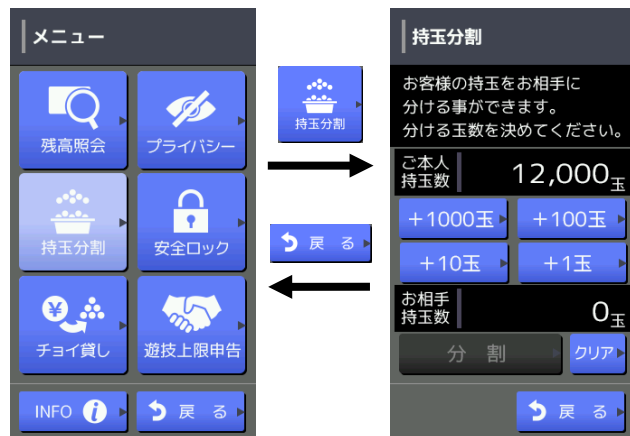 メニュー
残高照会
プライバシー
持玉分割
安全ロック
チョイ貸し
遊技上限申告
INFO i
戻 る
持玉分割
戻 る
持玉分割
お客様の持玉をお相手に
分ける事ができます。
分ける玉数を決めてください。
ご本人
持玉数
12,000玉
+1000玉
+100玉
+10玉
+1玉
お相手
持玉数
0玉
分 割
クリア
戻 る